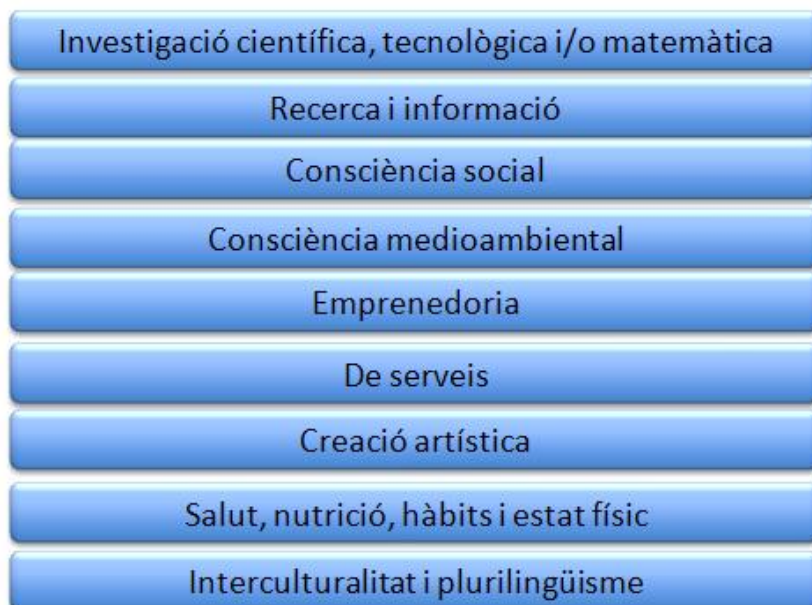 Investigació científica, tecnològica i/o matemàtica
Recerca i informació
Consciència social
Consciència medioambiental
Emprenedoria
De serveis
Creació artística
Salut, nutrició, hàbits i estat físic
Interculturalitat i plurilingüisme